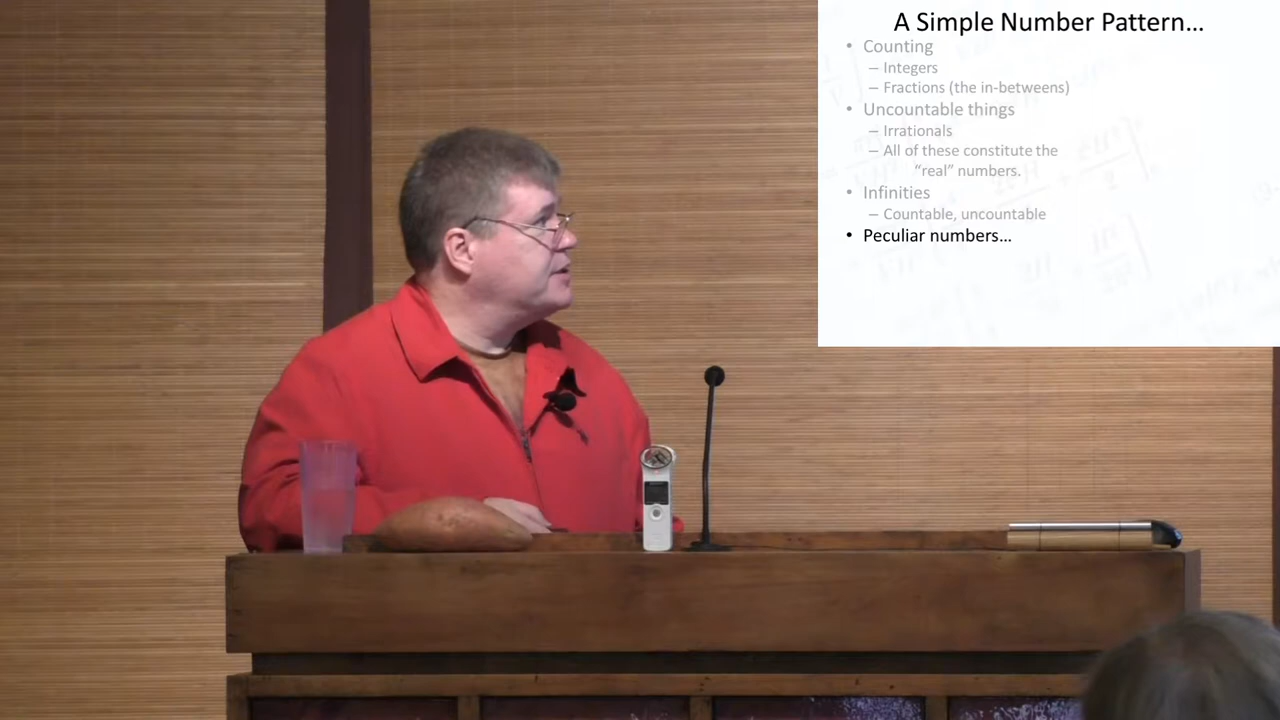 A Simple Number Pattern…
• Counting
– Integers
– Fractions (the in-betweens)
• Uncountable things
– Irrationals
– All of these constitute the
“real” numbers.
• Infinities
– Countable, uncountable
• Peculiar numbers…